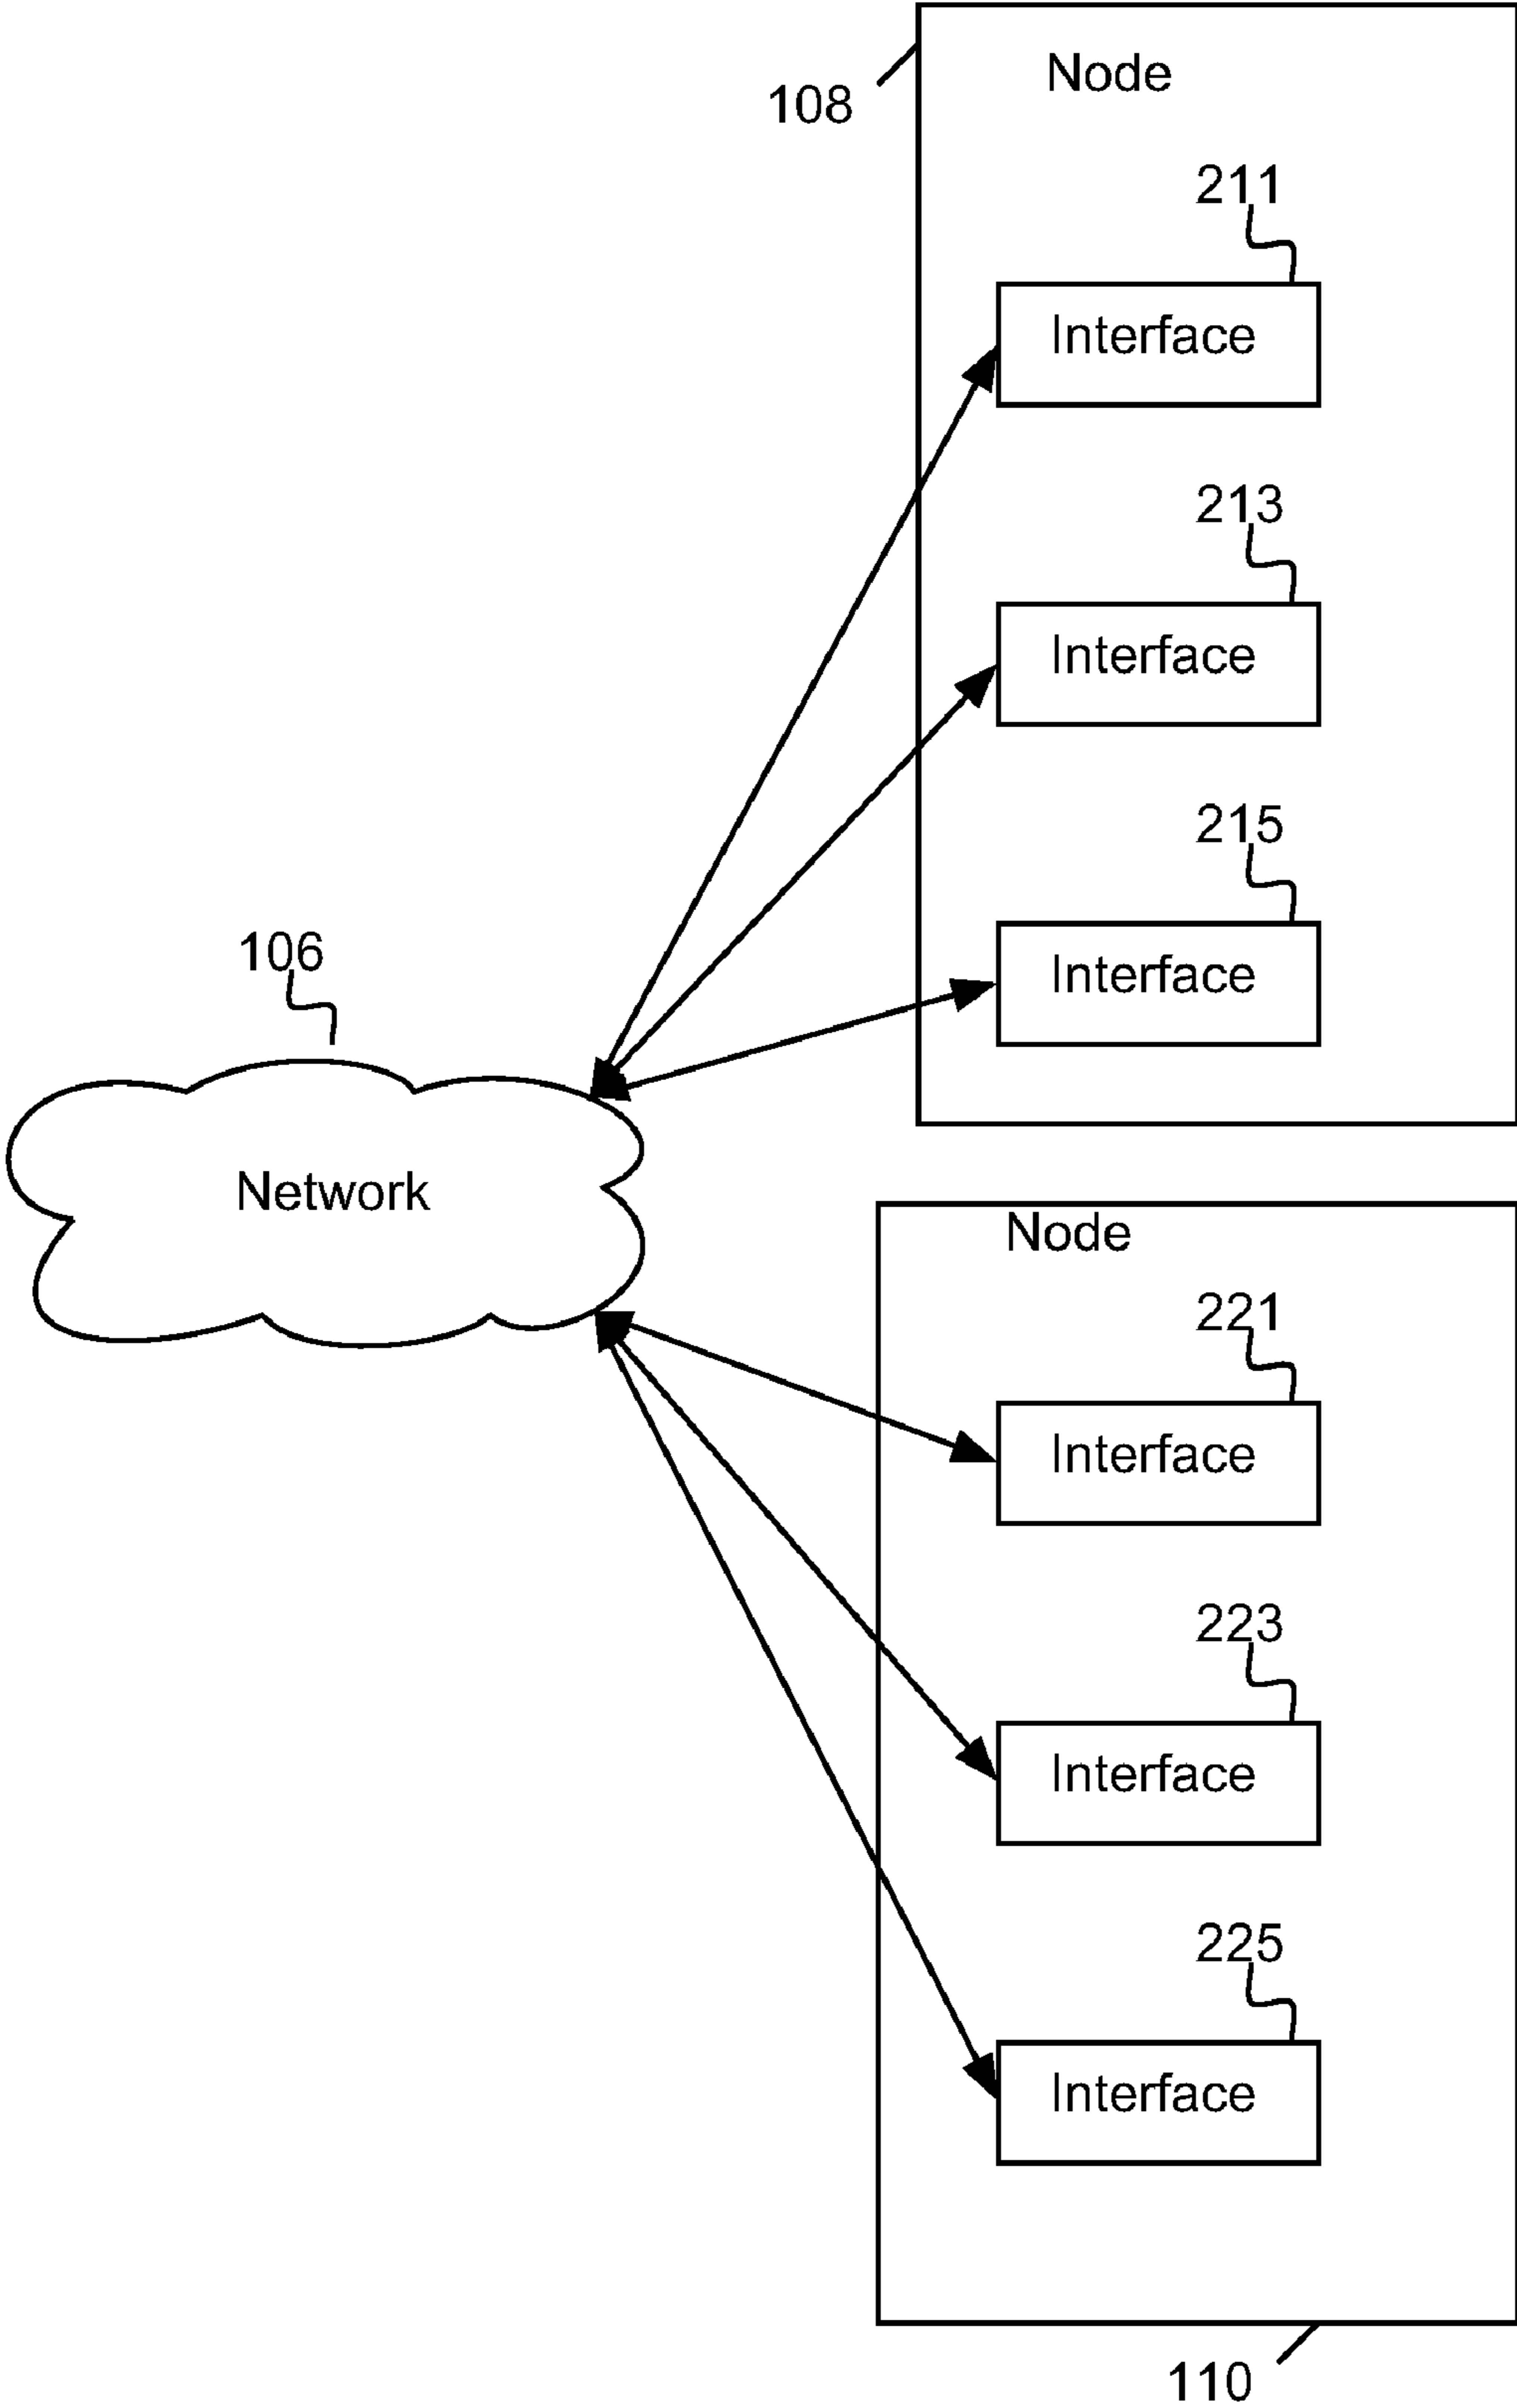 Node
108
211
Interface
213
Interface
215
Interface
106
Network
Node
221
Interface
223
Interface
225
Interface
110